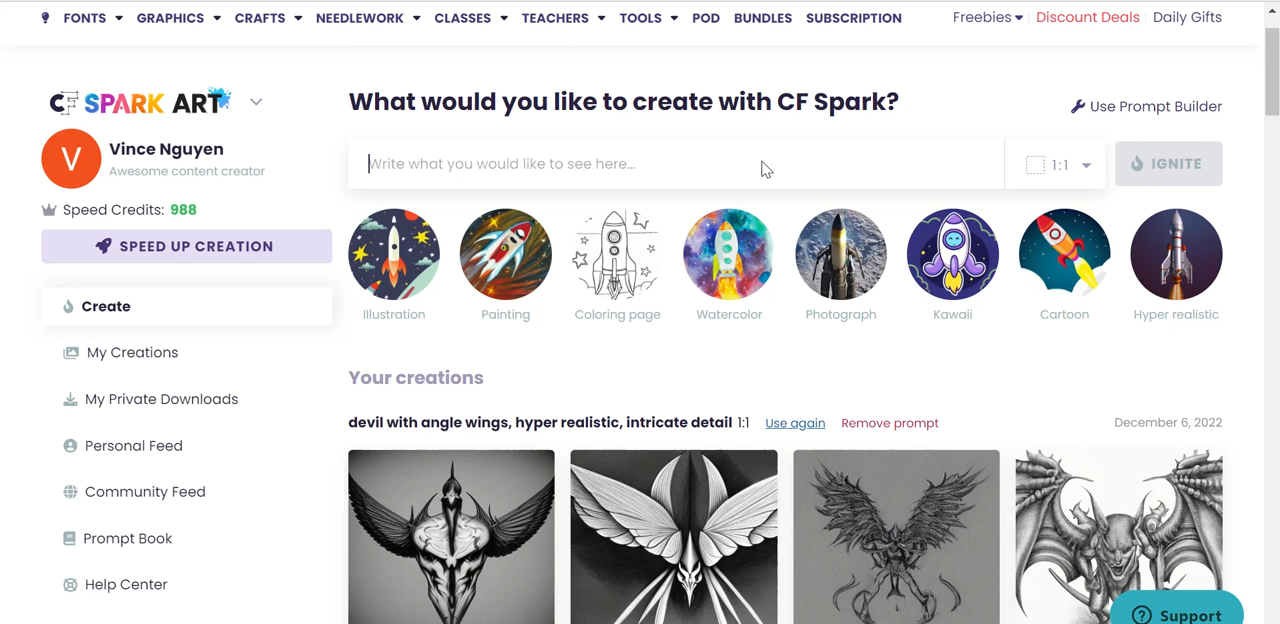 FONTS GRAPHICS CRAFTS NEEDLEWORK CLASSES TEACHERS TOOLS POD BUNDLES SUBSCRIPTION Freebies Discount Deals Daily Gifts
CF SPARK ART
What would you like to create with CF Spark?
Use Prompt Builder
V
Vince Nguyen
Awesome content creator
Write what you would like to see here...
1:1
IGNITE
Speed Credits: 988
SPEED UP CREATION
Illustration Painting Coloring page Watercolor Photograph Kawaii Cartoon Hyper realistic
Create
My Creations
My Private Downloads
Personal Feed
Community Feed
Prompt Book
Help Center
Your creations
devil with angle wings, hyper realistic, intricate detail 1:1 Use again Remove prompt December 6, 2022
? Support